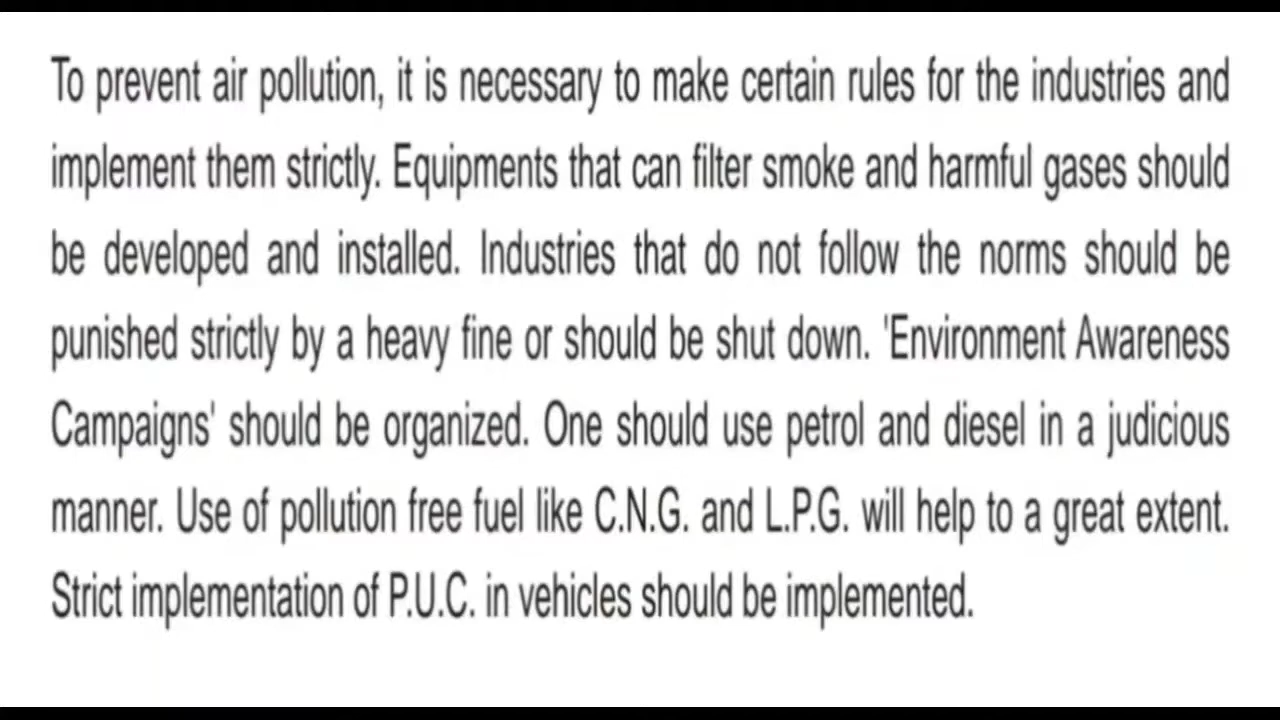 To prevent air pollution, it is necessary to make certain rules for the industries and
implement them strictly. Equipments that can filter smoke and harmful gases should
be developed and installed. Industries that do not follow the norms should be
punished strictly by a heavy fine or should be shut down. 'Environment Awareness
Campaigns' should be organized. One should use petrol and diesel in a judicious
manner. Use of pollution free fuel like C.N.G. and L.P.G. will help to a great extent.
Strict implementation of P.U.C. in vehicles should be implemented.